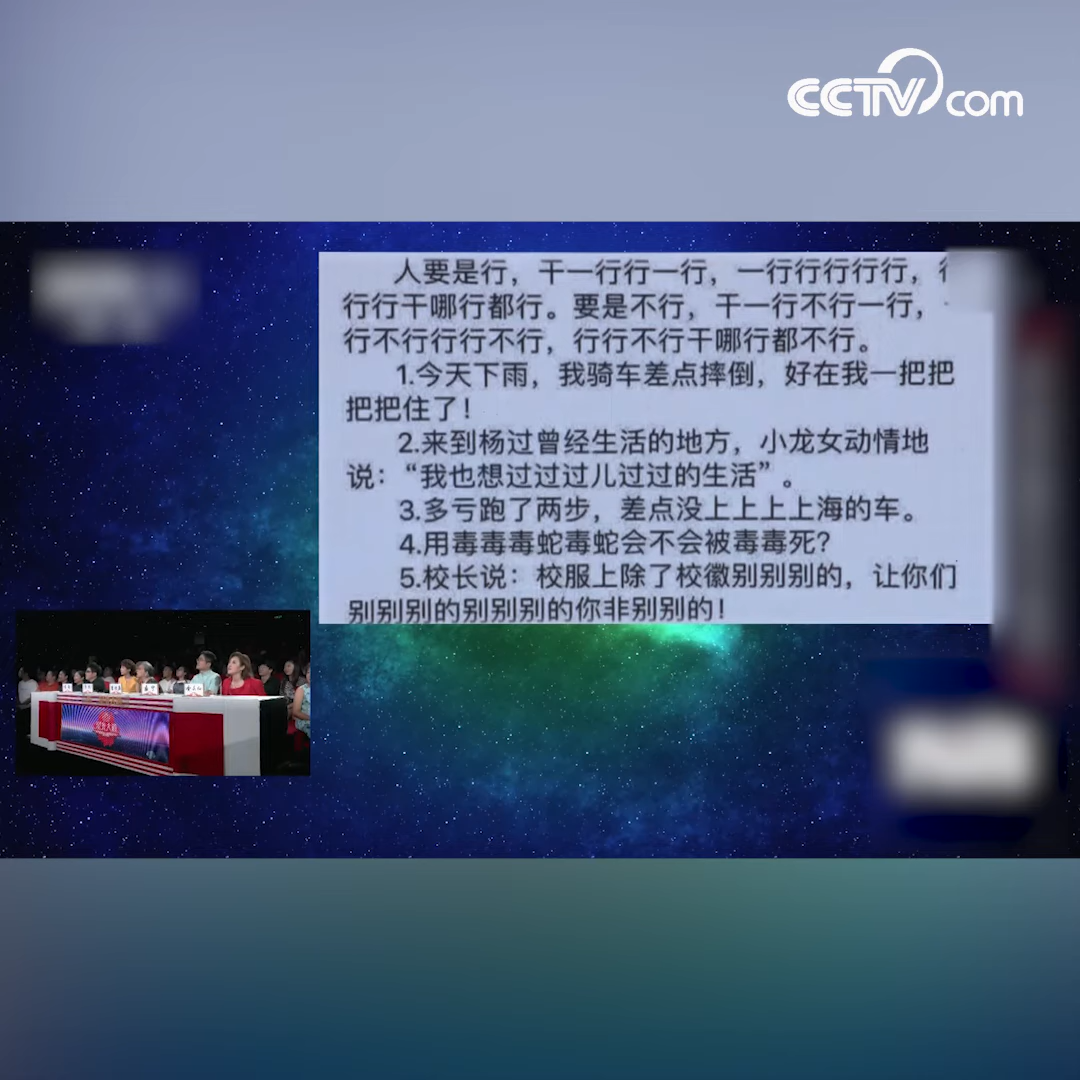 CCTV.com
人要是行，干一行行一行，一行行行行行，
行行干哪行都行。要是不行，干一行不行一行，
行不行行行不行，行行不行干哪行都不行。
1.今天下雨，我骑车差点摔倒，好在我一把把
把把住了！
2.来到杨过曾经生活的地方，小龙女动情地
说：“我也想过过过儿过过的生活”。
3.多亏跑了两步，差点没上上上上海的车。
4.用毒毒毒蛇毒蛇会不会被毒毒死？
5.校长说：校服上除了校徽别别别的，让你们
别别别的别别别的你非别别的！